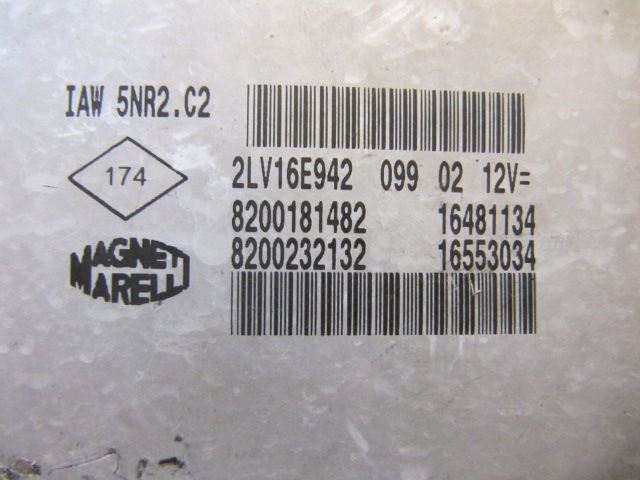 IAW 5NR2.C2
174
2LV16E942 099 02 12V=
8200181482 16481134
8200232132 16553034
MAGNETI
MARELLI